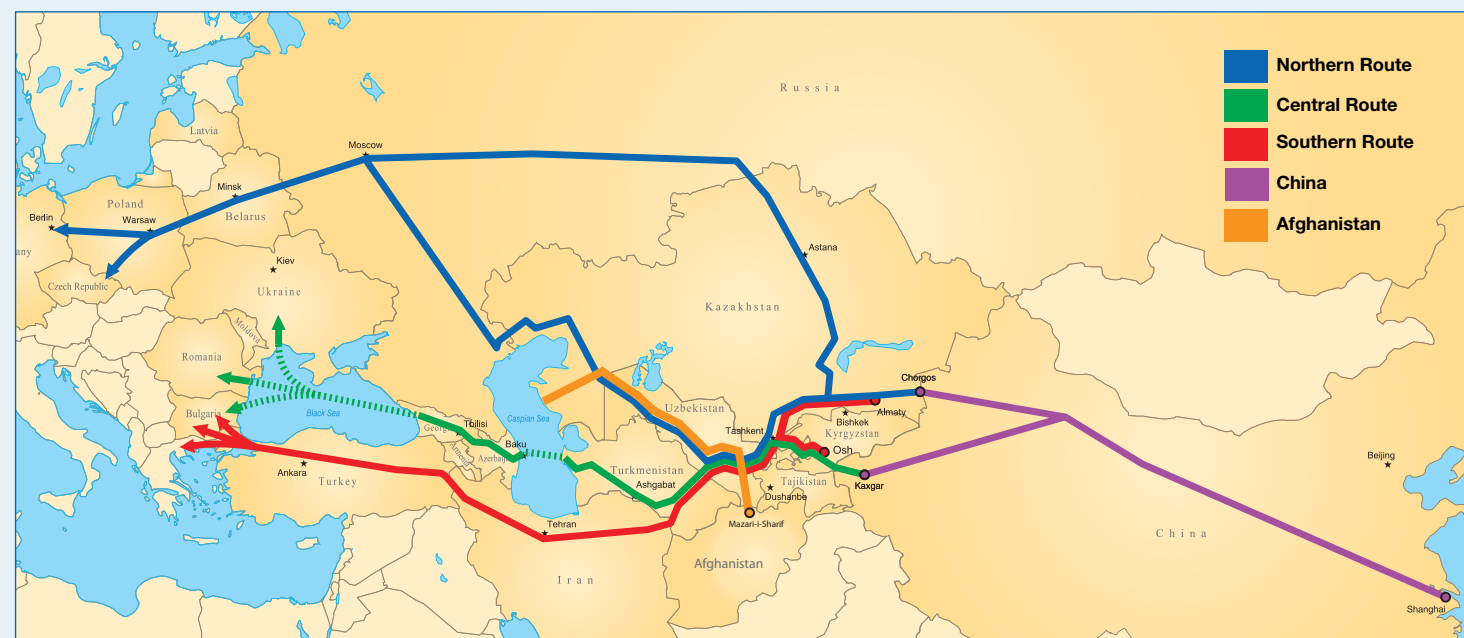 Northern Route
Central Route
Southern Route
China
Afghanistan
Russia
Latvia
Moscow
Minsk
Poland
Belarus
Berlin
Warsaw
any
Czech Republic
Kiev
Ukraine
Astana
Kazakhstan
Moldova
Romania
Bulgaria
Black Sea
Caspian Sea
Georgia
Tbilisi
Armenia
Azerbaijan
Baku
Uzbekistan
Chorgos
Almaty
Bishkek
Kyrgyzstan
Tashkent
Osh
Kaxgar
Turkmenistan
Ashgabat
Tajikistan
Dushanbe
Ankara
Turkey
Tehran
Mazari-i-Sharif
Afghanistan
Iran
Beijing
China
Shanghai